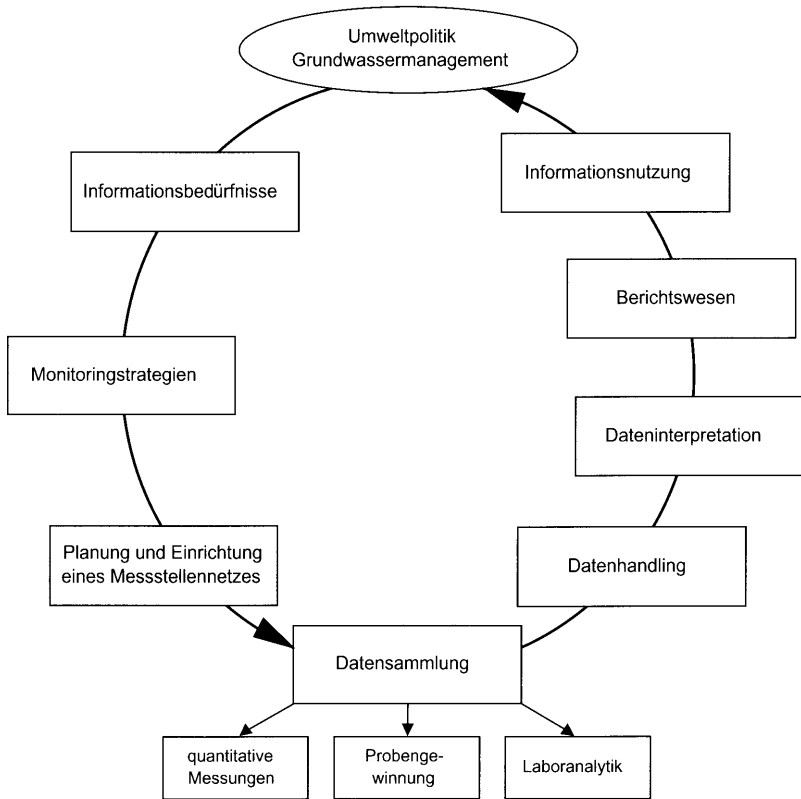 Umweltpolitik
Grundwassermanagement
Informationsbedürfnisse
Informationsnutzung
Berichtswesen
Monitoringstrategien
Dateninterpretation
Planung und Einrichtung
eines Messstellennetzes
Datenhandling
Datensammlung
quantitative
Messungen
Probenge-
winnung
Laboranalytik